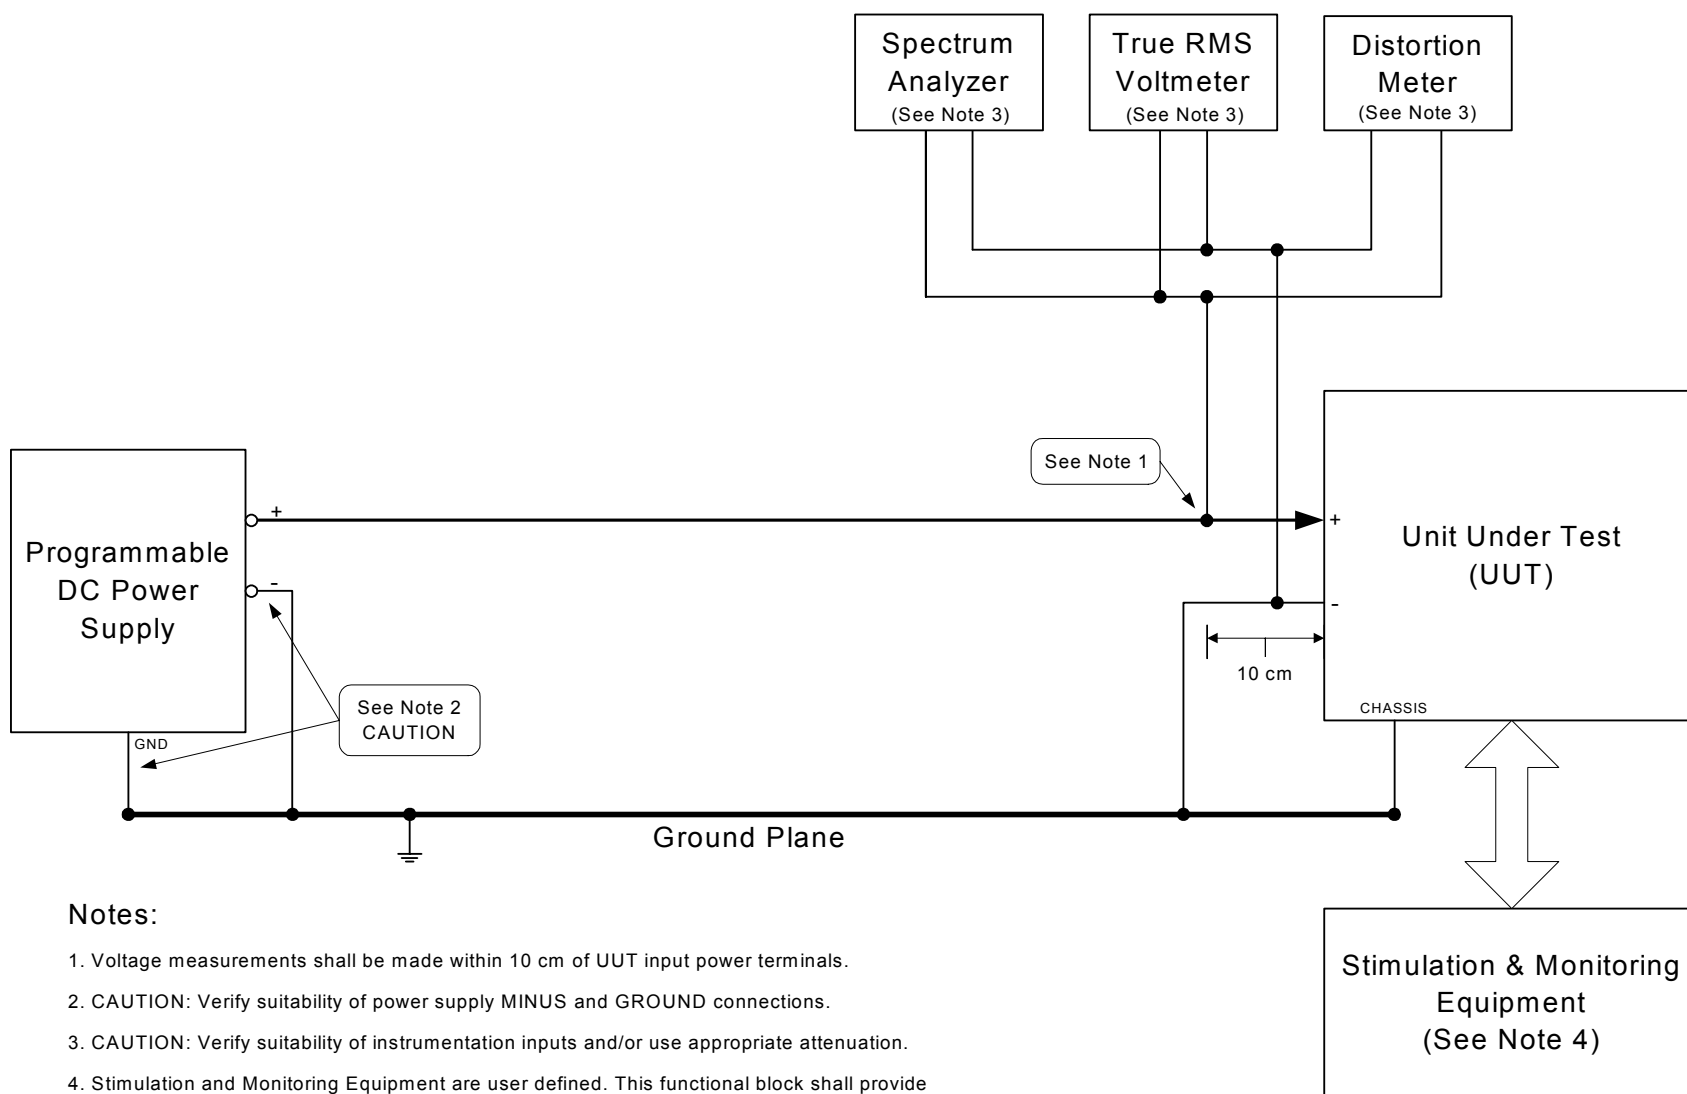 Spectrum
Analyzer
(See Note 3)
True RMS
Voltmeter
(See Note 3)
Distortion
Meter
(See Note 3)
See Note 1
Programmable
DC Power
Supply
+
-
GND
See Note 2
CAUTION
+
-
Unit Under Test
(UUT)
10 cm
CHASSIS
Ground Plane
Stimulation & Monitoring
Equipment
(See Note 4)
Notes:
1. Voltage measurements shall be made within 10 cm of UUT input power terminals.
2. CAUTION: Verify suitability of power supply MINUS and GROUND connections.
3. CAUTION: Verify suitability of instrumentation inputs and/or use appropriate attenuation.
4. Stimulation and Monitoring Equipment are user defined. This functional block shall provide